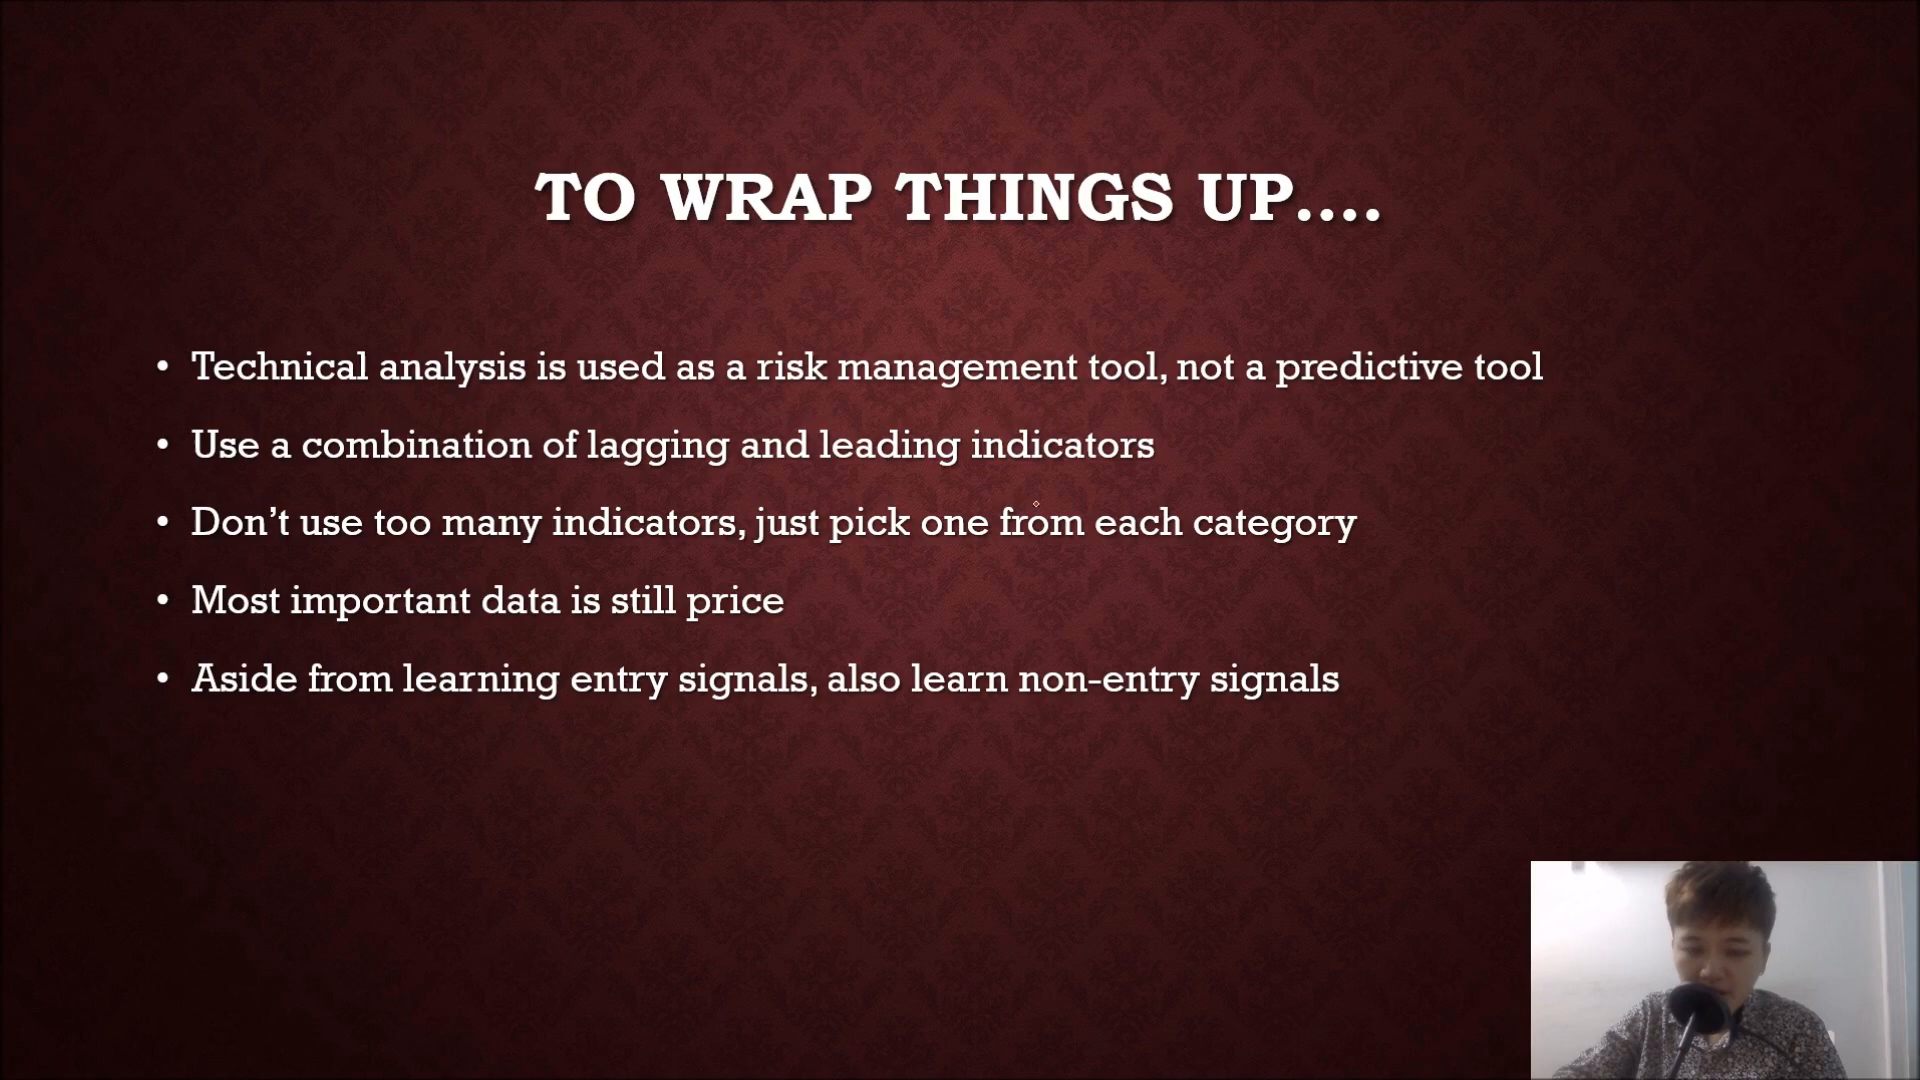 TO WRAP THINGS UP....
• Technical analysis is used as a risk management tool, not a predictive tool
• Use a combination of lagging and leading indicators
• Don’t use too many indicators, just pick one from each category
• Most important data is still price
• Aside from learning entry signals, also learn non-entry signals